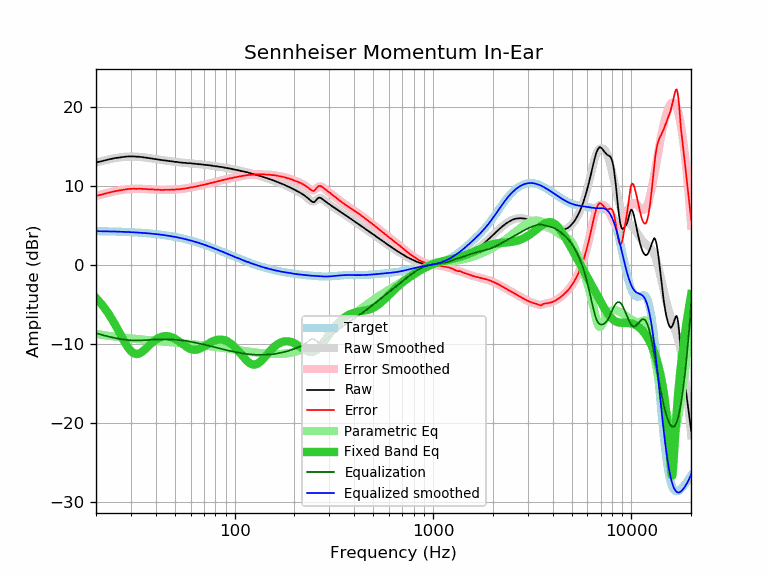 Sennheiser Momentum In-Ear
Amplitude (dBr)
20
10
0
−10
−20
−30
Target
Raw Smoothed
Error Smoothed
Raw
Error
Parametric Eq
Fixed Band Eq
Equalization
Equalized smoothed
100
1000
10000
Frequency (Hz)